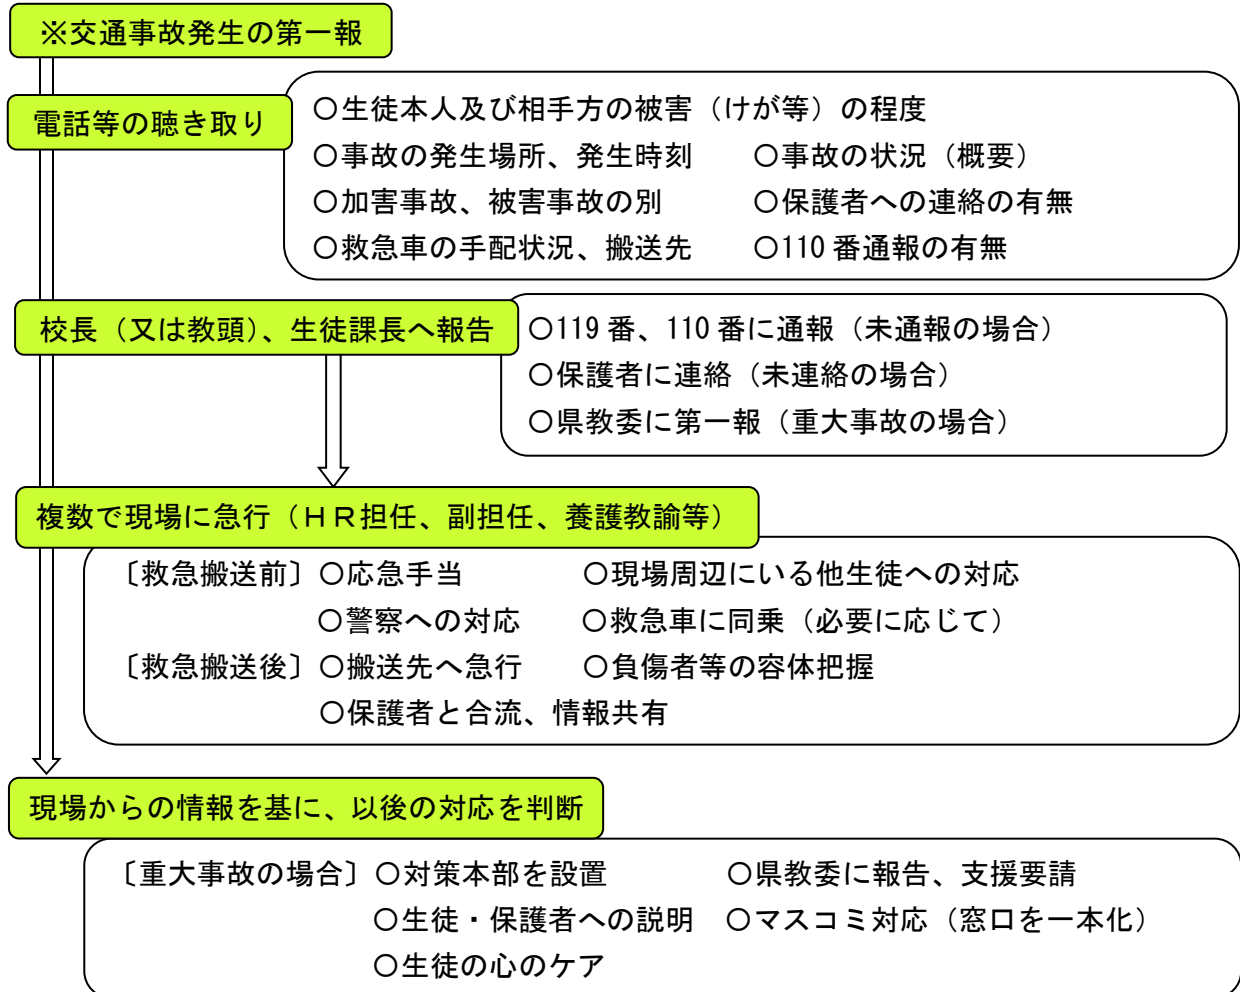 ※交通事故発生の第一報
電話等の聴き取り
○生徒本人及び相手方の被害（けが等）の程度
○事故の発生場所、発生時刻　○事故の状況（概要）
○加害事故、被害事故の別　○保護者への連絡の有無
○救急車の手配状況、搬送先　○110 番通報の有無
校長（又は教頭）、生徒課長へ報告
○119 番、110 番に通報（未通報の場合）
○保護者に連絡（未連絡の場合）
○県教委に第一報（重大事故の場合）
複数で現場に急行（ＨＲ担任、副担任、養護教諭等）
〔救急搬送前〕○応急手当　○現場周辺にいる他生徒への対応
○警察への対応　○救急車に同乗（必要に応じて）
〔救急搬送後〕○搬送先へ急行　○負傷者等の容体把握
○保護者と合流、情報共有
現場からの情報を基に、以後の対応を判断
〔重大事故の場合〕○対策本部を設置　○県教委に報告、支援要請
○生徒・保護者への説明　○マスコミ対応（窓口を一本化）
○生徒の心のケア